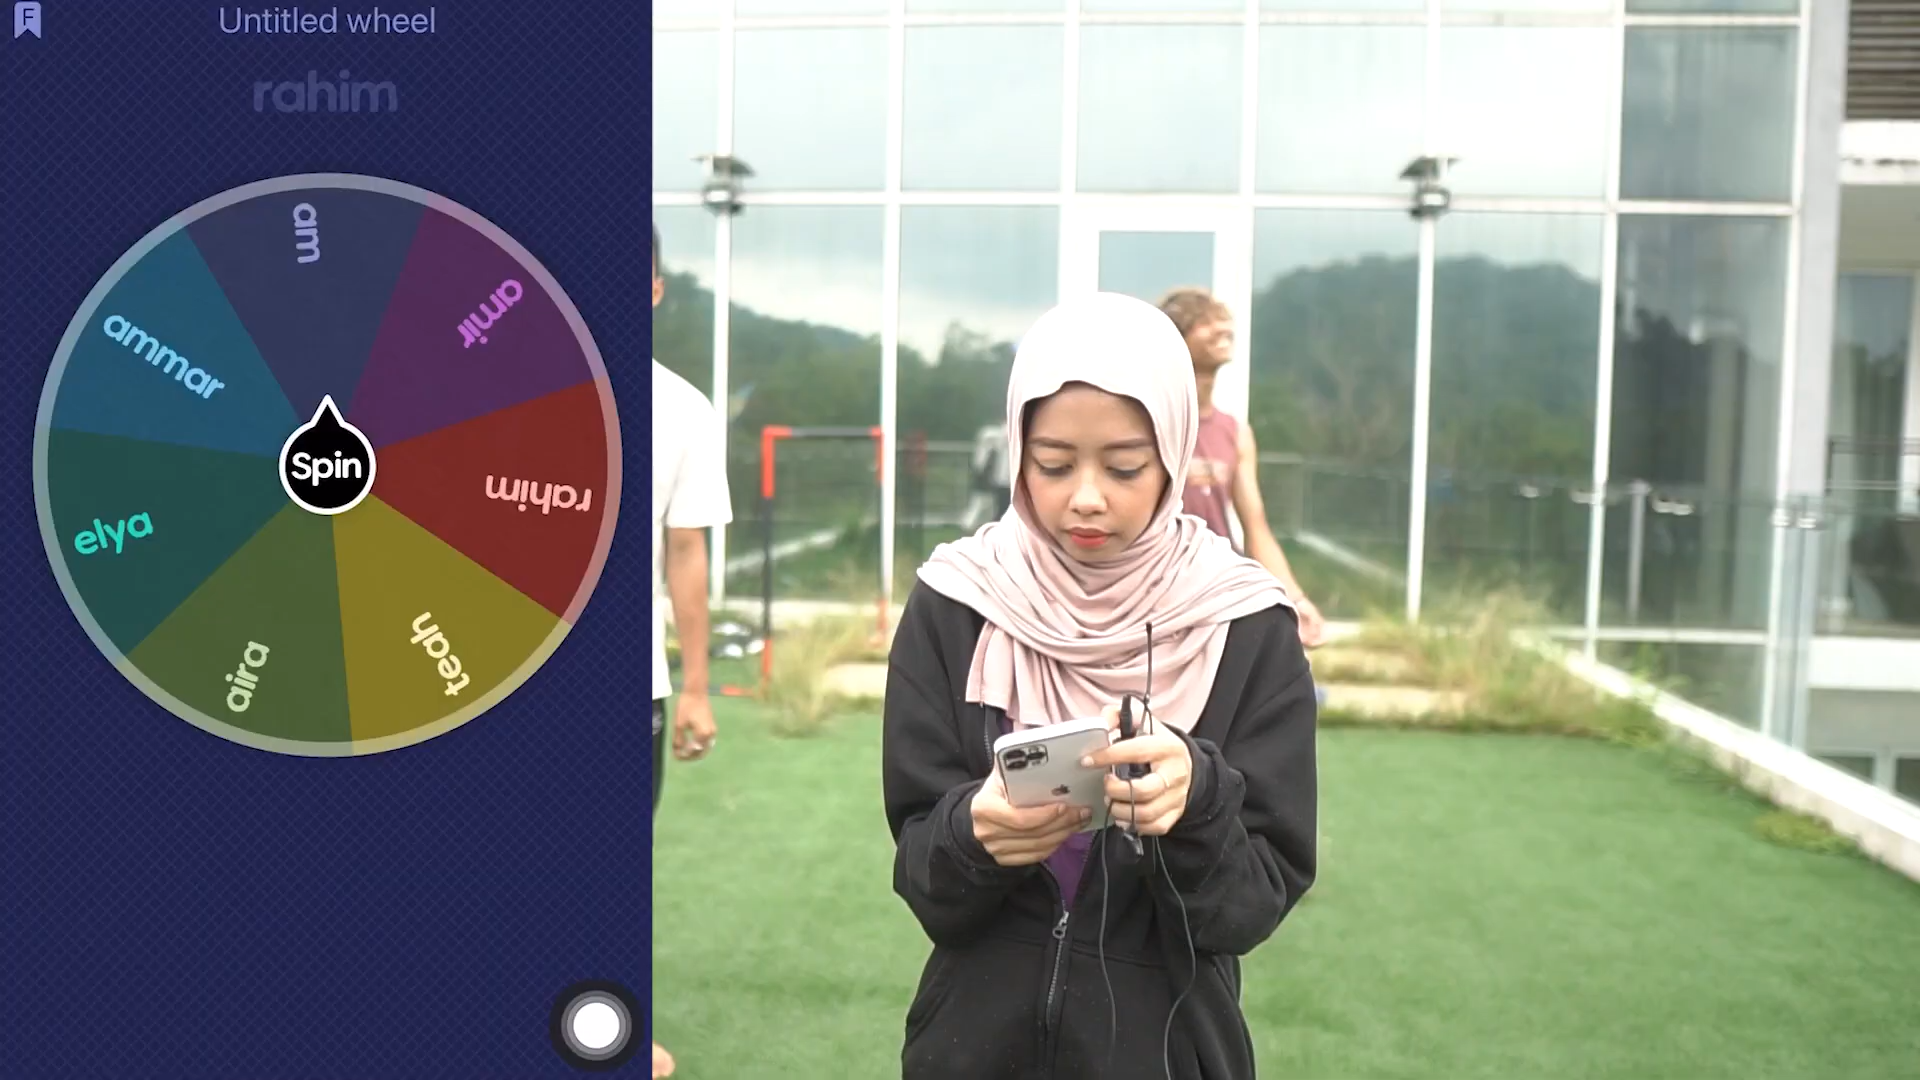 F
Untitled wheel
rahim
am
amir
ammar
rahim
Spin
elya
teah
aira